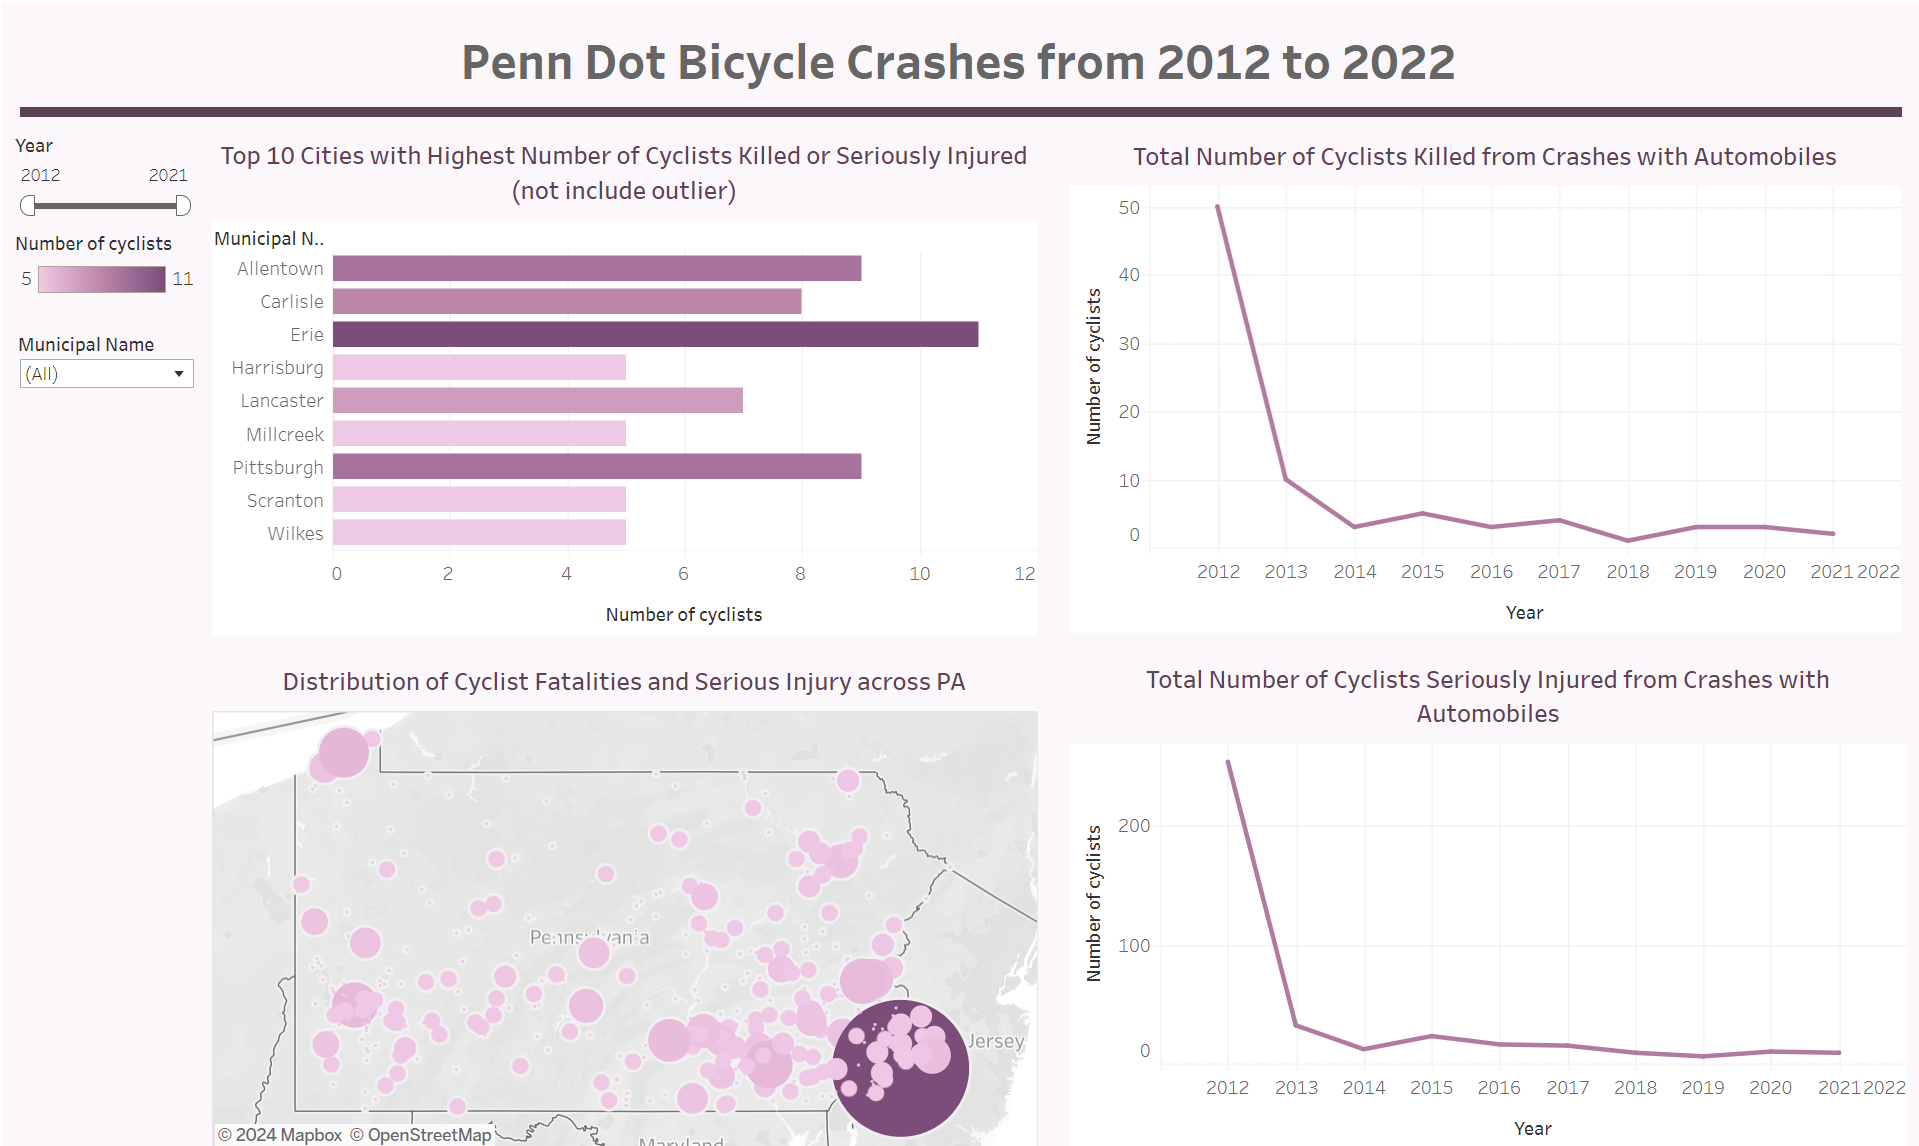 Penn Dot Bicycle Crashes from 2012 to 2022
Year
2012 2021
Number of cyclists
5 11
Municipal Name
(All)
Top 10 Cities with Highest Number of Cyclists Killed or Seriously Injured
(not include outlier)
Municipal N..
Allentown
Carlisle
Erie
Harrisburg
Lancaster
Millcreek
Pittsburgh
Scranton
Wilkes
0 2 4 6 8 10 12
Number of cyclists
Total Number of Cyclists Killed from Crashes with Automobiles
Number of cyclists
50
40
30
20
10
0
2012 2013 2014 2015 2016 2017 2018 2019 2020 2021 2022
Year
Distribution of Cyclist Fatalities and Serious Injury across PA
Pennsylvania
Jersey
Maryland
© 2024 Mapbox © OpenStreetMap
Total Number of Cyclists Seriously Injured from Crashes with
Automobiles
Number of cyclists
200
100
0
2012 2013 2014 2015 2016 2017 2018 2019 2020 2021 2022
Year